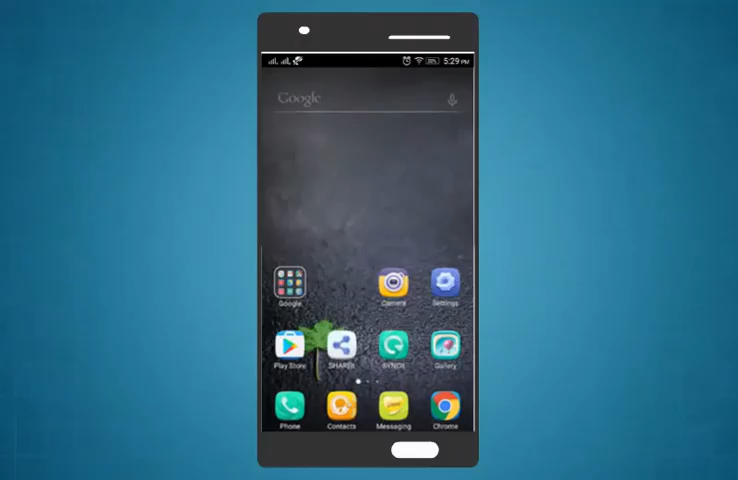 5:29 PM
Google
Google
Camera
Settings
Play Store
SHAREit
SYNCit
Gallery
Phone
Contacts
Messaging
Chrome